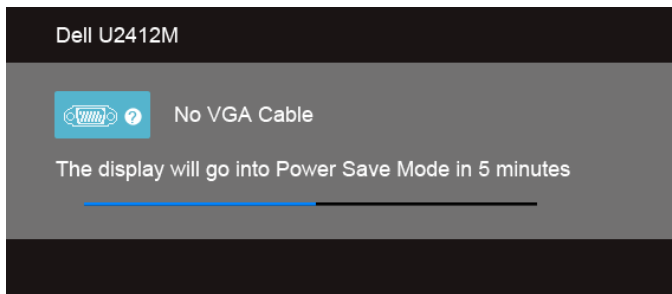 Dell U2412M
No VGA Cable
The display will go into Power Save Mode in 5 minutes